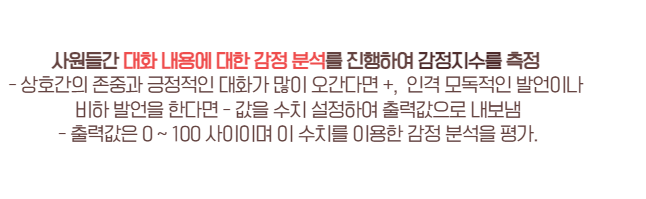 사원들간 대화 내용에 대한 감정 분석를 진행하여 감정지수를 측정
- 상호간의 존중과 긍정적인 대화가 많이 오간다면 +, 인격 모독적인 발언이나
비하 발언을 한다면 - 값을 수치 설정하여 출력값으로 내보냄
- 출력값은 0 ~ 100 사이이며 이 수치를 이용한 감정 분석을 평가.